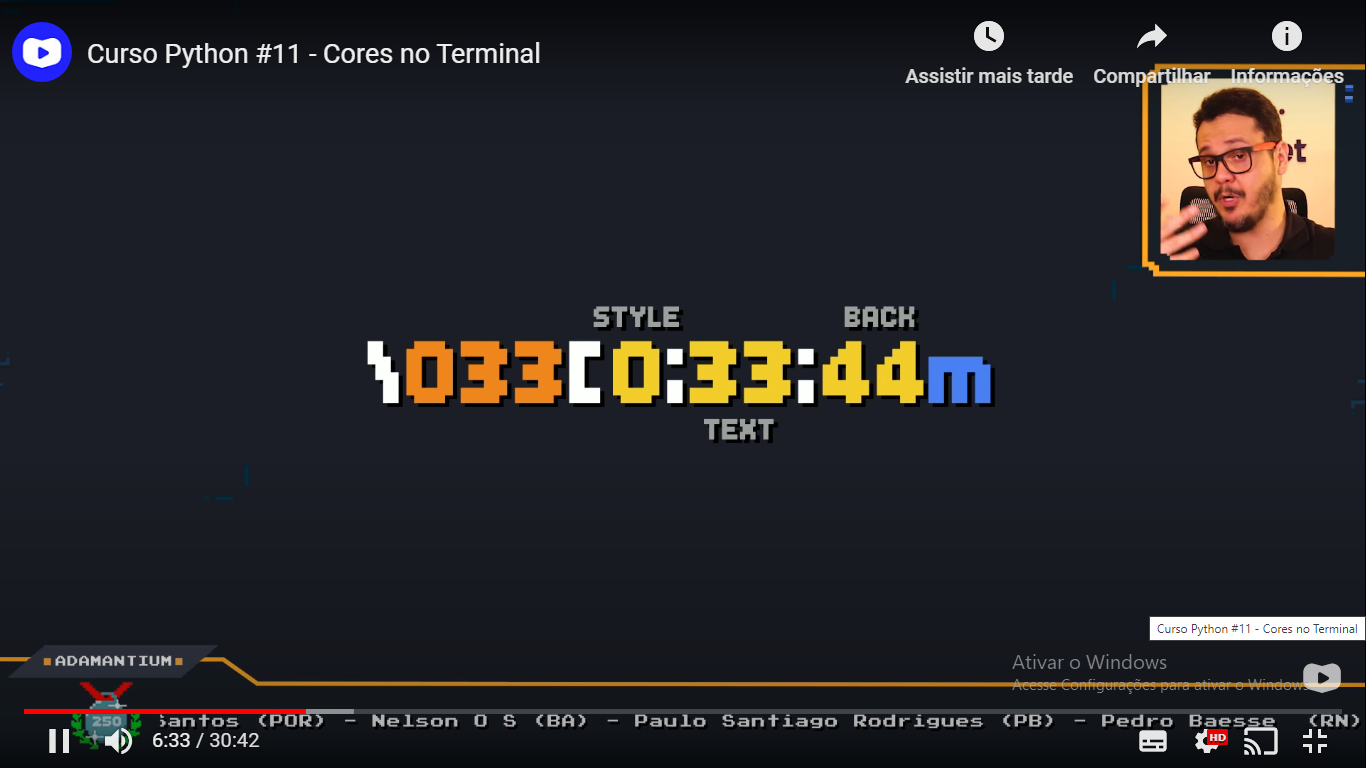 Curso Python #11 - Cores no Terminal
Assistir mais tarde
Compartilhar
Informações
et
STYLE
BACK
\033[0:33:44m
TEXT
Curso Python #11 - Cores no Terminal
ADAMANTIUM
Ativar o Windows
Acesse Configurações para ativar o Windows
250
Santos (POR) - Nelson O S (BA) - Paulo Santiago Rodrigues (PB) - Pedro Baesse (RN)
6:33 / 30:42
HD